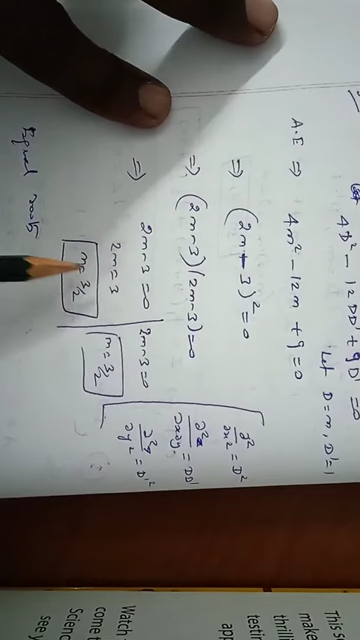 4D² - 12DD' + 9D' = 0
Let D = m, D' = 1
A.E ⇒ 4m² - 12m + 9 = 0
⇒ (2m - 3)² = 0
⇒ (2m - 3)(2m - 3) = 0
⇒ 2m - 3 = 0 | 2m - 3 = 0
2m = 3
m = 3/2 | m = 3/2
Equal roots
∂²/∂x² = D²
∂²/∂x∂y = DD'
∂²/∂y² = D'²
This s
make
thrilli
testin
app
Watch
come t
Scienc
see y